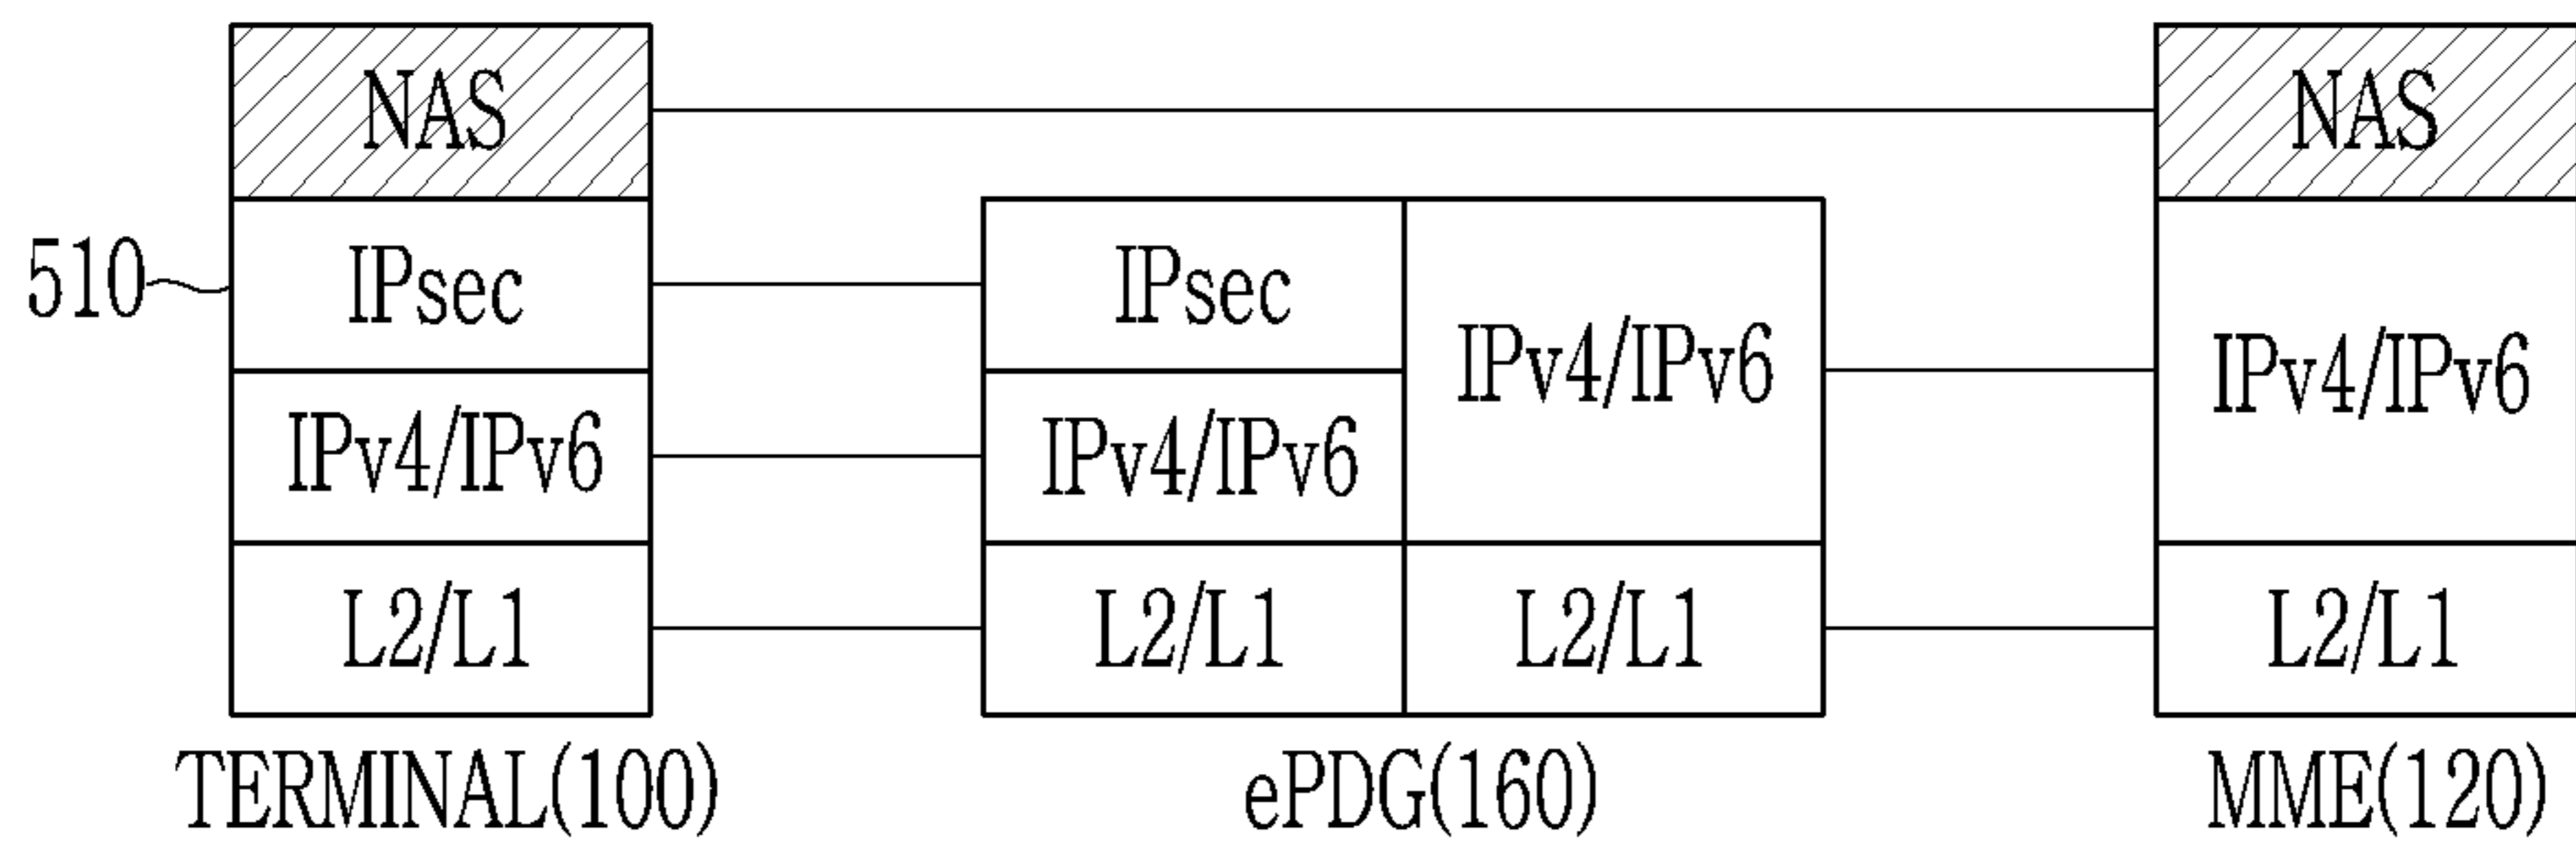 NAS NAS
510 IPsec IPsec
IPv4/IPv6 IPv4/IPv6
IPv4/IPv6 IPv4/IPv6
L2/L1 L2/L1 L2/L1 L2/L1
TERMINAL(100) ePDG(160) MME(120)